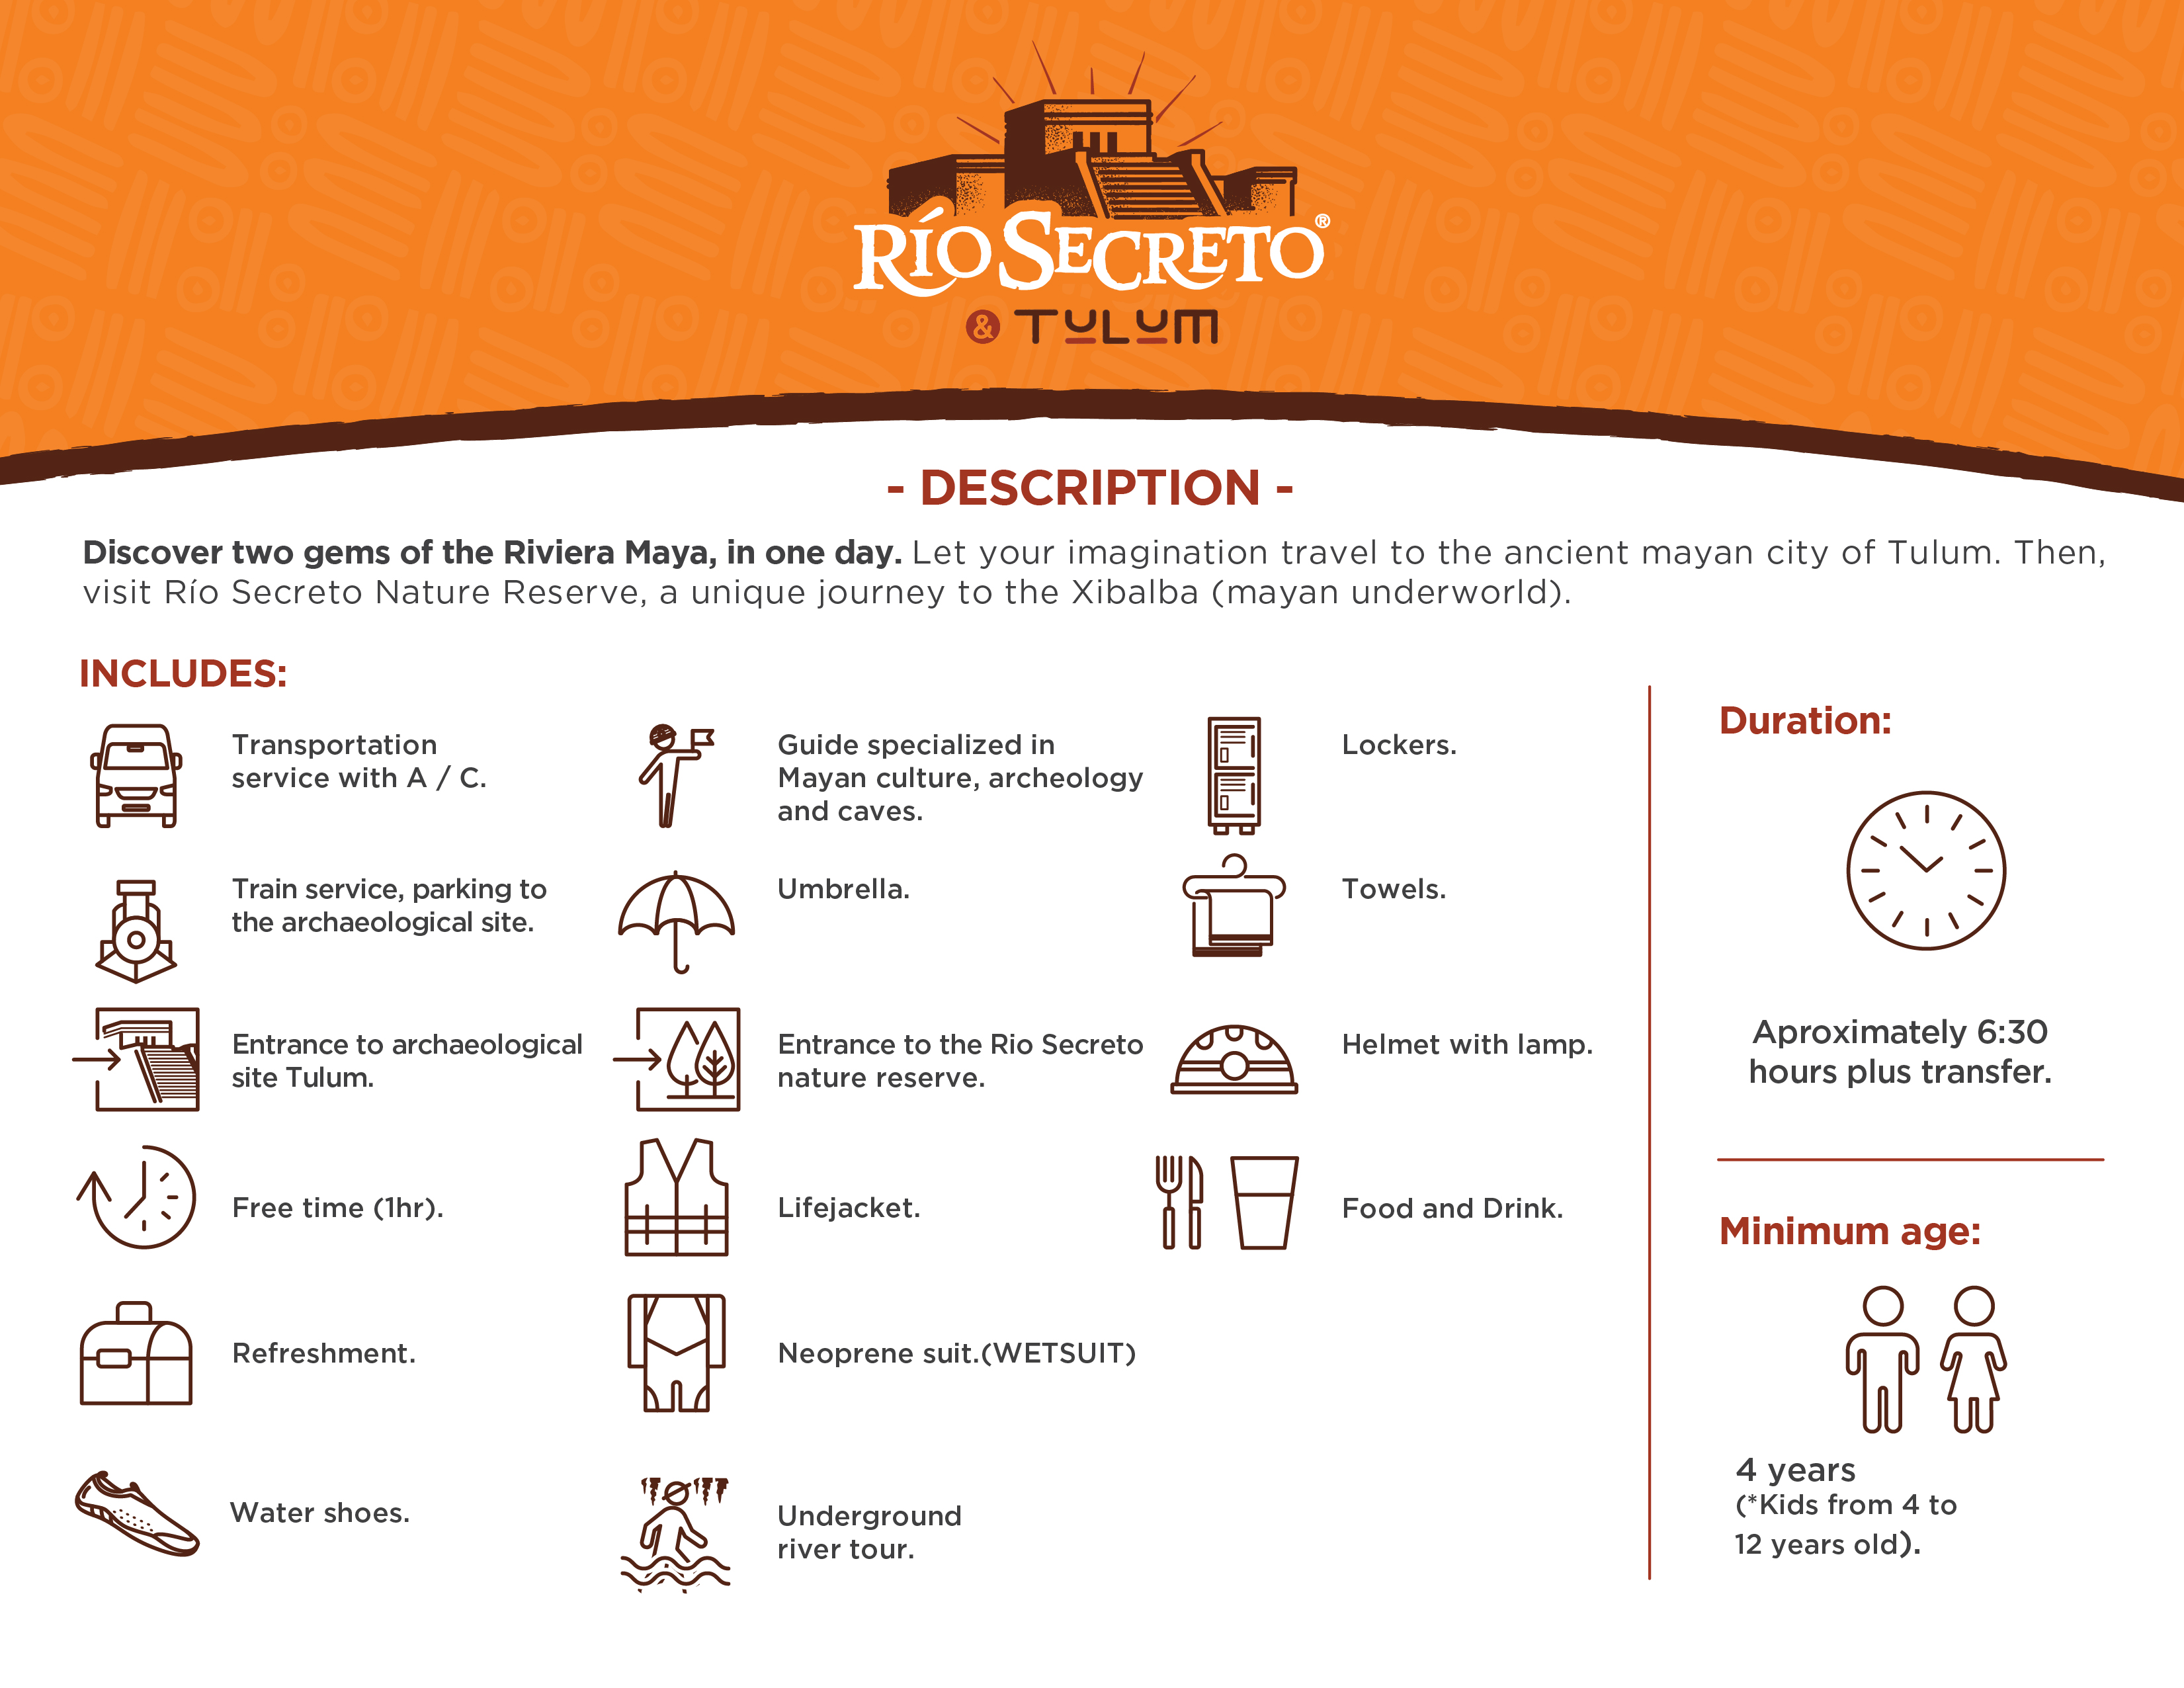 RÍO SECRETO®
& TULUM
- DESCRIPTION -
Discover two gems of the Riviera Maya, in one day. Let your imagination travel to the ancient mayan city of Tulum. Then,
visit Río Secreto Nature Reserve, a unique journey to the Xibalba (mayan underworld).
INCLUDES:
Transportation
service with A / C.
Train service, parking to
the archaeological site.
Entrance to archaeological
site Tulum.
Free time (1hr).
Refreshment.
Water shoes.
Guide specialized in
Mayan culture, archeology
and caves.
Umbrella.
Entrance to the Rio Secreto
nature reserve.
Lifejacket.
Neoprene suit.(WETSUIT)
Underground
river tour.
Lockers.
Towels.
Helmet with lamp.
Food and Drink.
Duration:
Aproximately 6:30
hours plus transfer.
Minimum age:
4 years
(*Kids from 4 to
12 years old).